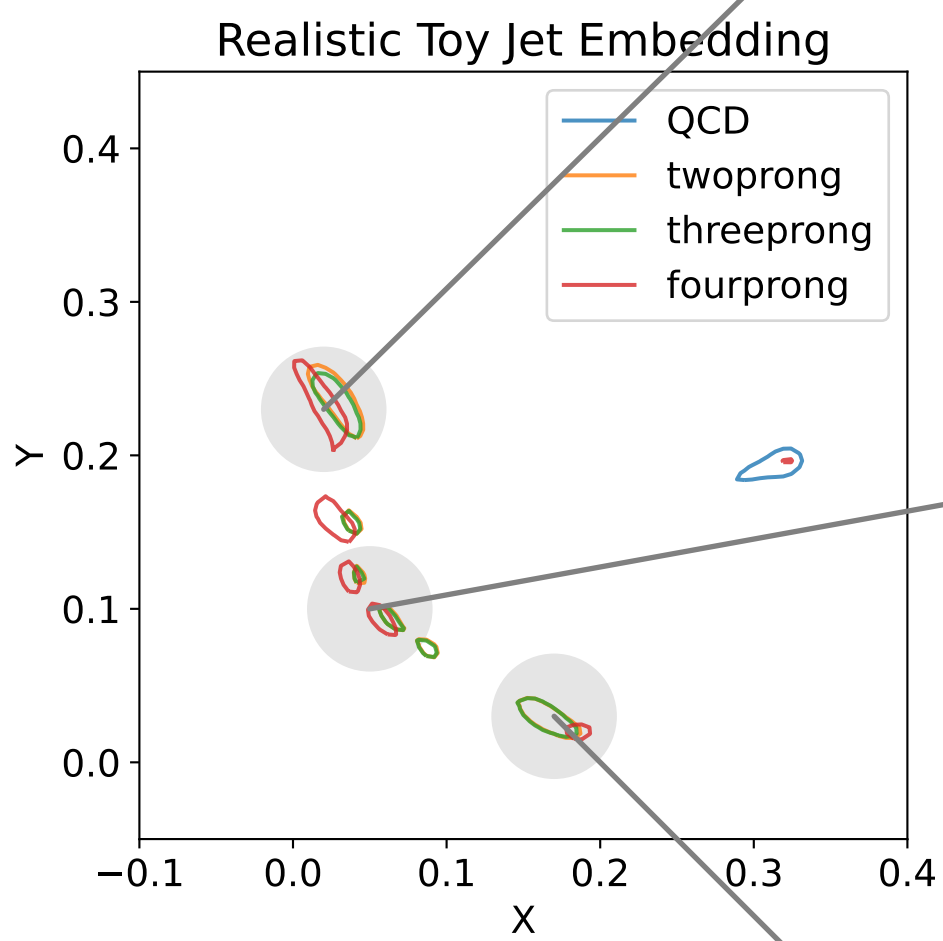 Realistic Toy Jet Embedding
QCD
twoprong
threeprong
fourprong
0.4
0.3
0.2
0.1
0.0
Y
−0.1 0.0 0.1 0.2 0.3 0.4
X